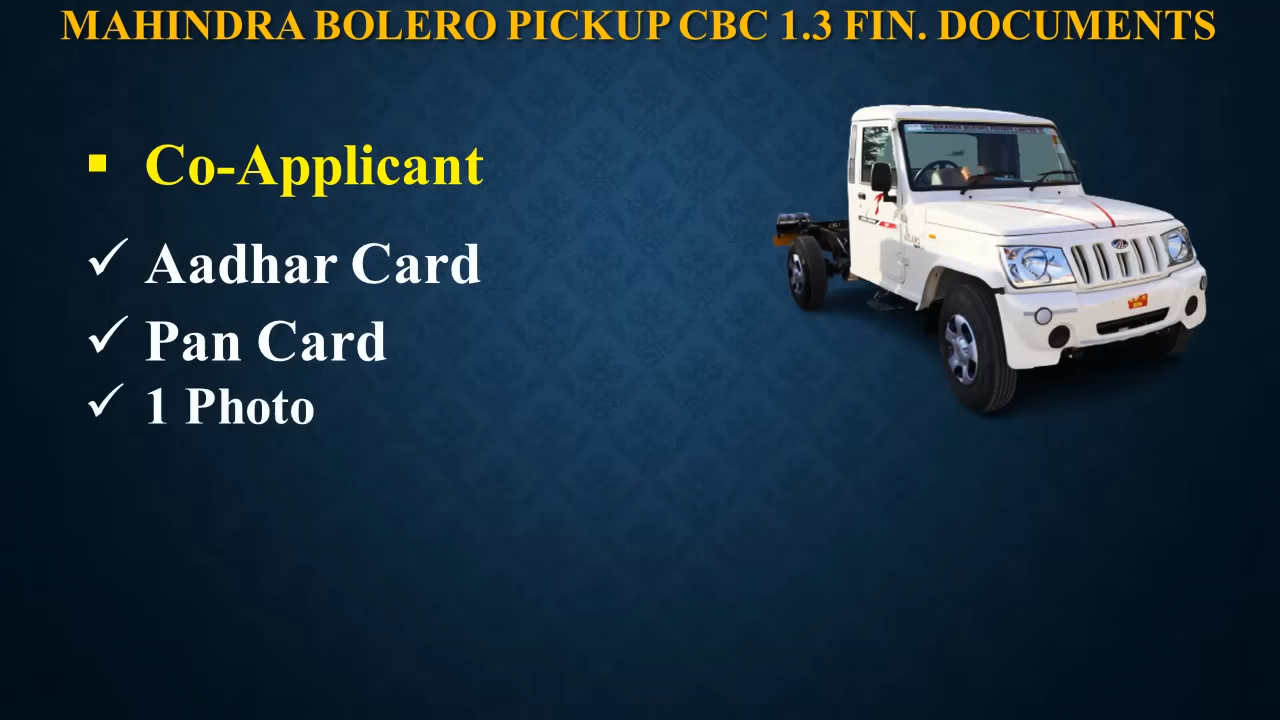 MAHINDRA BOLERO PICKUP CBC 1.3 FIN. DOCUMENTS
Co-Applicant
Aadhar Card
Pan Card
1 Photo